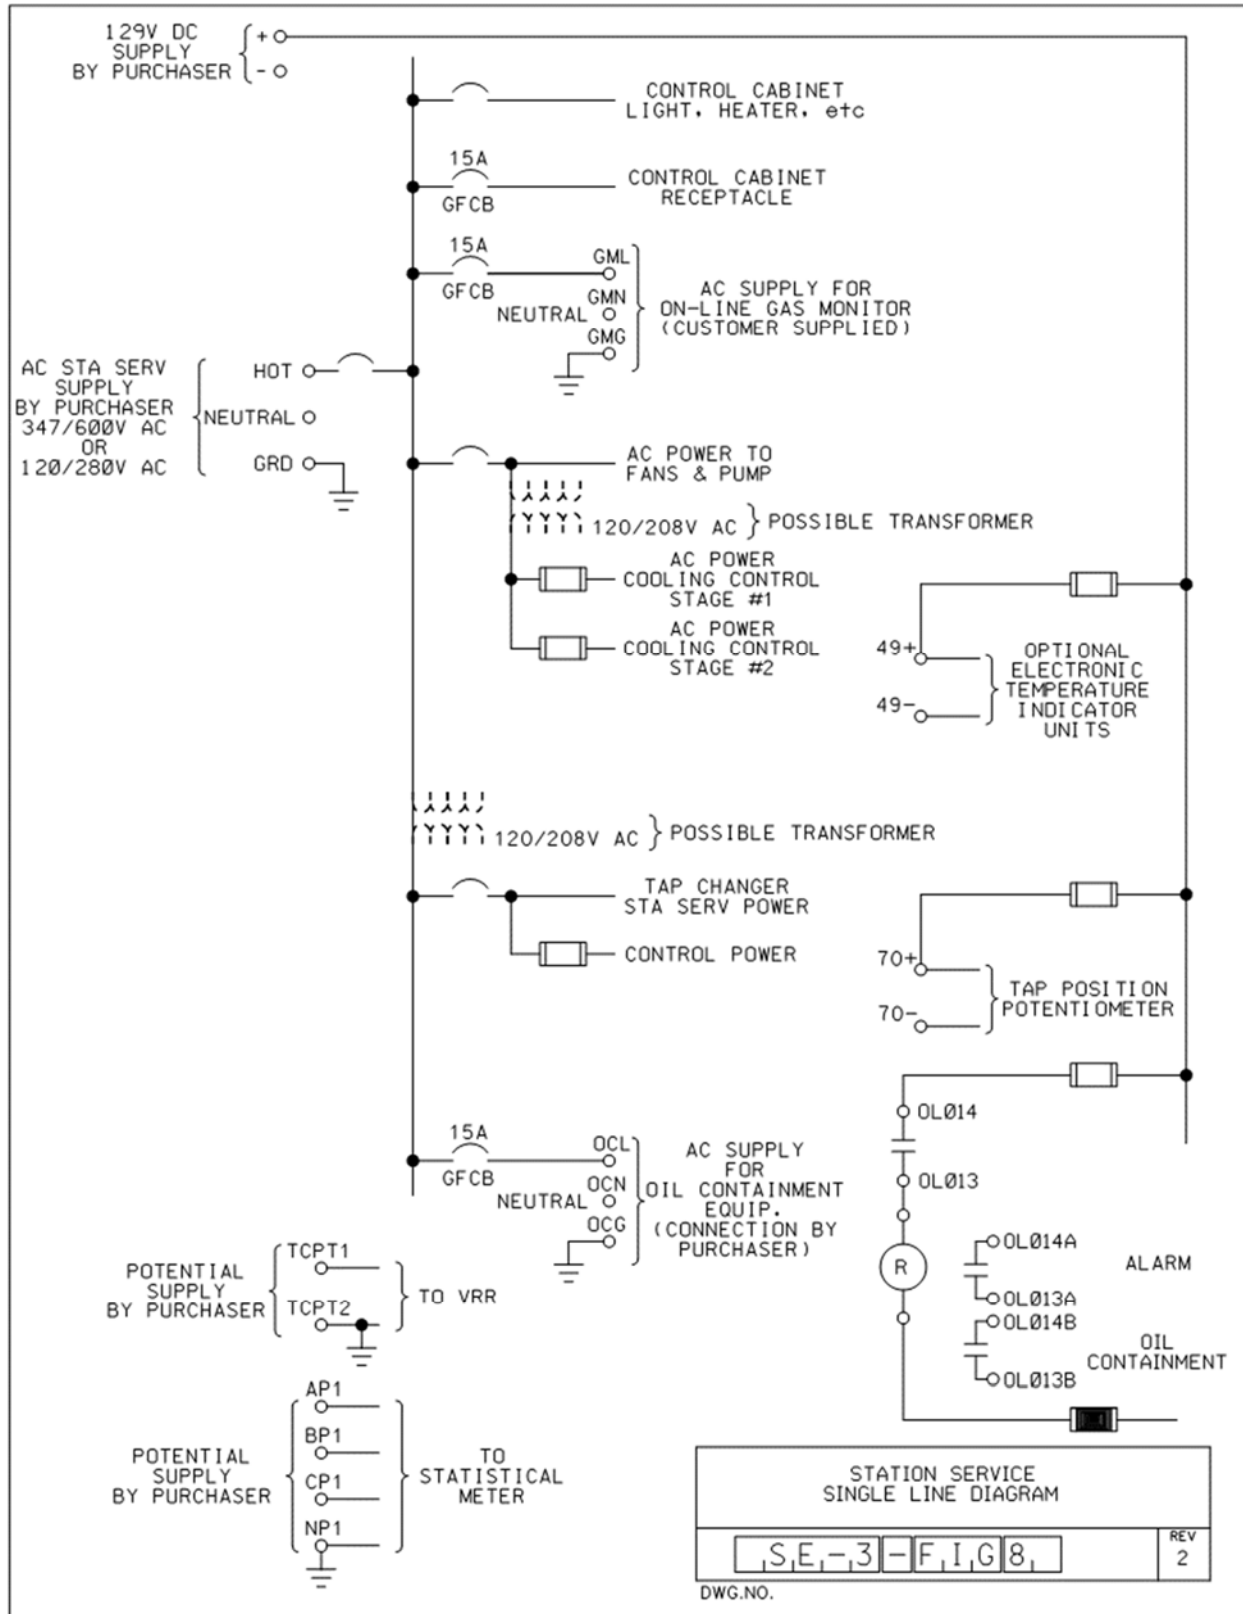 129V DC
SUPPLY
BY PURCHASER
+
-
CONTROL CABINET
LIGHT, HEATER, etc
15A
GFCB
CONTROL CABINET
RECEPTACLE
15A
GFCB
GML
GMN
NEUTRAL
GMG
AC SUPPLY FOR
ON-LINE GAS MONITOR
(CUSTOMER SUPPLIED)
AC STA SERV
SUPPLY
BY PURCHASER
347/600V AC
OR
120/280V AC
HOT
NEUTRAL
GRD
AC POWER TO
FANS & PUMP
120/208V AC
POSSIBLE TRANSFORMER
AC POWER
COOLING CONTROL
STAGE #1
AC POWER
COOLING CONTROL
STAGE #2
49+
49-
OPTIONAL
ELECTRONIC
TEMPERATURE
INDICATOR
UNITS
120/208V AC
POSSIBLE TRANSFORMER
TAP CHANGER
STA SERV POWER
CONTROL POWER
70+
70-
TAP POSITION
POTENTIOMETER
15A
GFCB
OCL
OCN
NEUTRAL
OCG
AC SUPPLY
FOR
OIL CONTAINMENT
EQUIP.
(CONNECTION BY
PURCHASER)
OLØ14
OLØ13
R
OLØ14A
OLØ13A
ALARM
OLØ14B
OLØ13B
OIL
CONTAINMENT
POTENTIAL
SUPPLY
BY PURCHASER
TCPT1
TCPT2
TO VRR
POTENTIAL
SUPPLY
BY PURCHASER
AP1
BP1
CP1
NP1
TO
STATISTICAL
METER
STATION SERVICE
SINGLE LINE DIAGRAM
SE-3-FIG8
REV
2
DWG.NO.